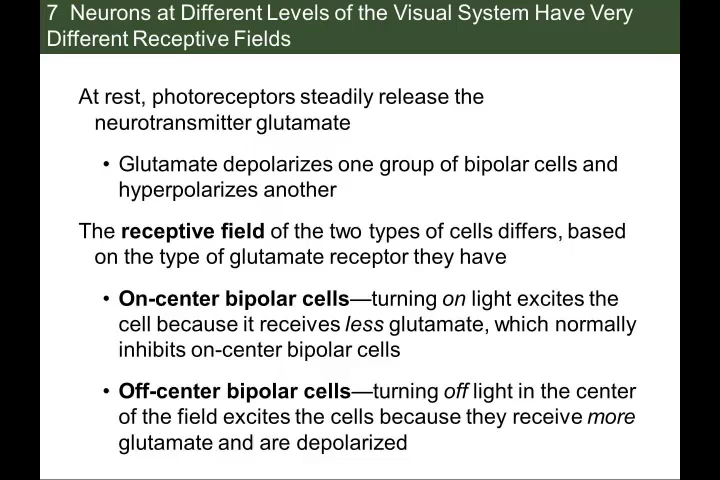 7  Neurons at Different Levels of the Visual System Have Very
Different Receptive Fields
At rest, photoreceptors steadily release the
neurotransmitter glutamate
• Glutamate depolarizes one group of bipolar cells and
hyperpolarizes another
The receptive field of the two types of cells differs, based
on the type of glutamate receptor they have
• On-center bipolar cells—turning on light excites the
cell because it receives less glutamate, which normally
inhibits on-center bipolar cells
• Off-center bipolar cells—turning off light in the center
of the field excites the cells because they receive more
glutamate and are depolarized